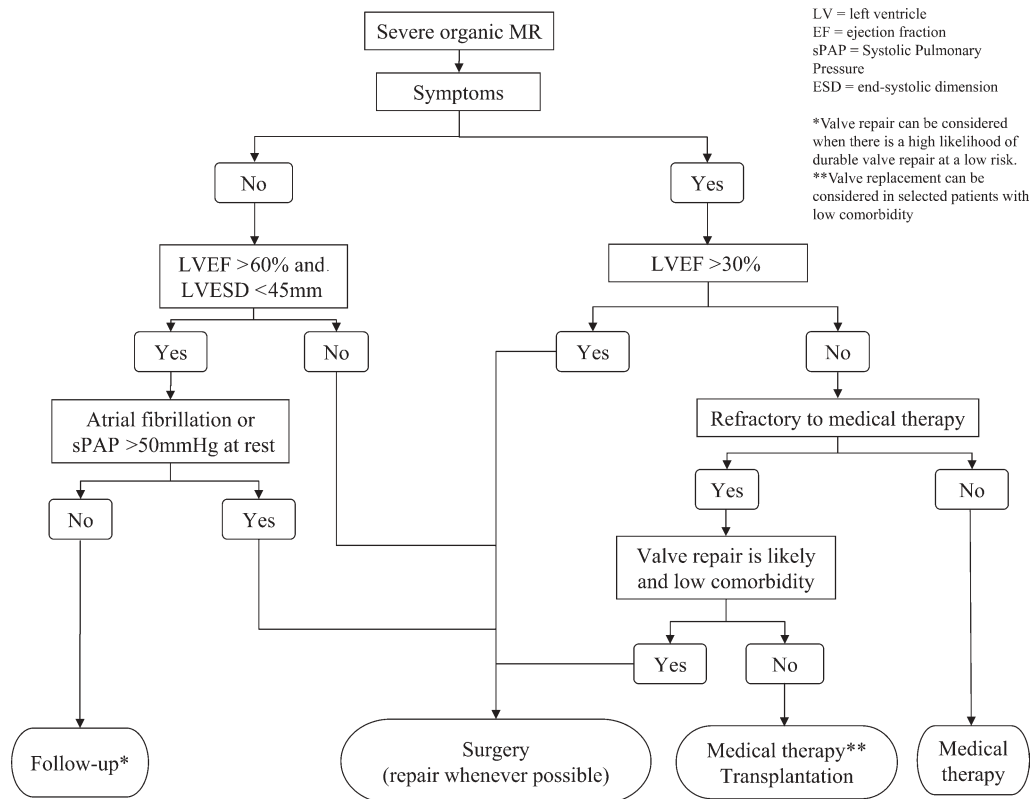 LV = left ventricle
EF = ejection fraction
sPAP = Systolic Pulmonary
Pressure
ESD = end-systolic dimension
*Valve repair can be considered
when there is a high likelihood of
durable valve repair at a low risk.
**Valve replacement can be
considered in selected patients with
low comorbidity
Severe organic MR
Symptoms
No
Yes
LVEF >60% and.
LVESD <45mm
LVEF >30%
Yes
No
Yes
No
Atrial fibrillation or
sPAP >50mmHg at rest
Refractory to medical therapy
No
Yes
Yes
No
Valve repair is likely
and low comorbidity
Yes
No
Follow-up*
Surgery
(repair whenever possible)
Medical therapy**
Transplantation
Medical
therapy